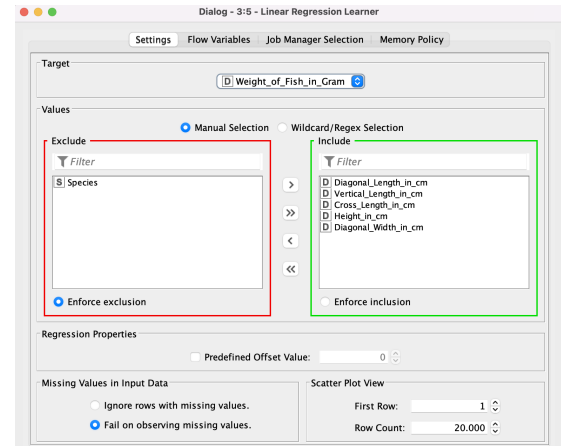 Dialog - 3:5 - Linear Regression Learner
Settings Flow Variables Job Manager Selection Memory Policy
Target
D Weight_of_Fish_in_Gram
Values
Manual Selection Wildcard/Regex Selection
Exclude
Filter
S Species
Enforce exclusion
>
>>
<
<<
Include
Filter
D Diagonal_Length_in_cm
D Vertical_Length_in_cm
D Cross_Length_in_cm
D Height_in_cm
D Diagonal_Width_in_cm
Enforce inclusion
Regression Properties
Predefined Offset Value: 0
Missing Values in Input Data
Ignore rows with missing values.
Fail on observing missing values.
Scatter Plot View
First Row: 1
Row Count: 20.000